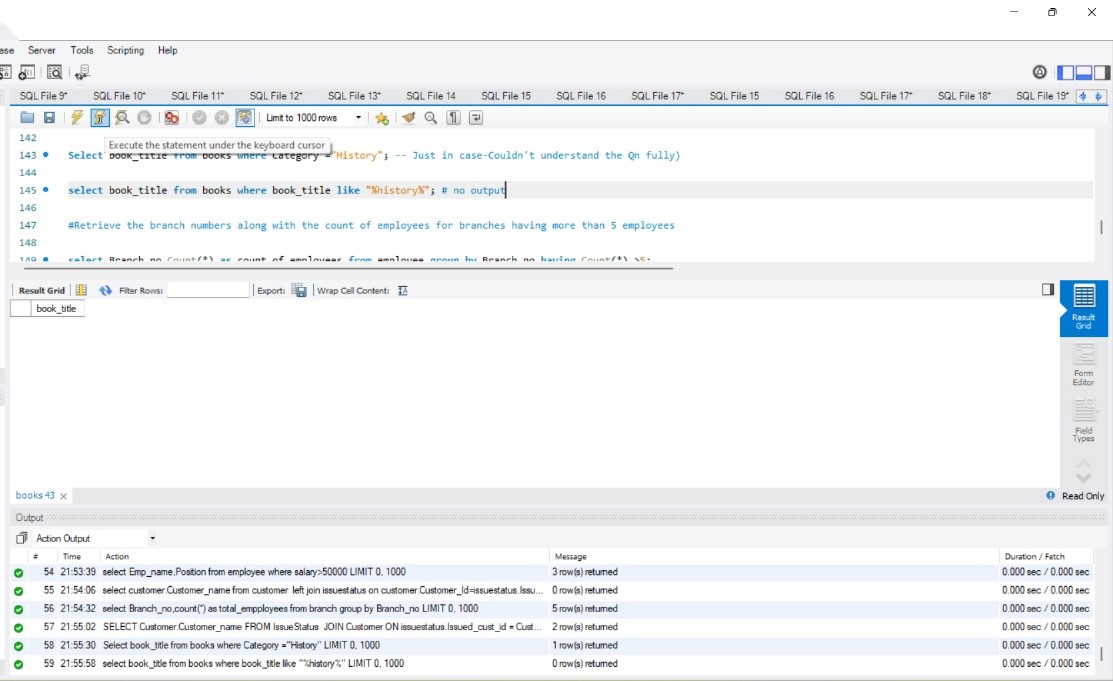 ase Server Tools Scripting Help
SQL File 9* SQL File 10* SQL File 11* SQL File 12* SQL File 13* SQL File 14 SQL File 15 SQL File 16 SQL File 17* SQL File 15 SQL File 16 SQL File 17* SQL File 18* SQL File 19*
Limit to 1000 rows
142
Execute the statement under the keyboard cursor
143 Select book_title from books where Category ="History"; -- Just in case-Couldn't understand the Qn fully)
144
145 select book_title from books where book_title like "%history%"; # no output
146
147 #Retrieve the branch numbers along with the count of employees for branches having more than 5 employees
148
149 select Branch_no,Count(*) as count_of_employees from employee group by Branch_no having Count(*) >5;
Result Grid Filter Rows: Export: Wrap Cell Content:
book_title
Result
Grid
Form
Editor
Field
Types
books 43 Read Only
Output
Action Output
# Time Action Message Duration / Fetch
54 21:53:39 select Emp_name,Position from employee where salary>50000 LIMIT 0, 1000 3 row(s) returned 0.000 sec / 0.000 sec
55 21:54:06 select customer.Customer_name from customer left join issuestatus on customer.Customer_Id=issuestatus.Issu... 0 row(s) returned 0.000 sec / 0.000 sec
56 21:54:32 select Branch_no,count(*) as total_empployees from branch group by Branch_no LIMIT 0, 1000 5 row(s) returned 0.000 sec / 0.000 sec
57 21:55:02 SELECT Customer.Customer_name FROM IssueStatus JOIN Customer ON issuestatus.Issued_cust_id = Cust... 2 row(s) returned 0.000 sec / 0.000 sec
58 21:55:30 Select book_title from books where Category ="History" LIMIT 0, 1000 1 row(s) returned 0.000 sec / 0.000 sec
59 21:55:58 select book_title from books where book_title like "%history%" LIMIT 0, 1000 0 row(s) returned 0.000 sec / 0.000 sec